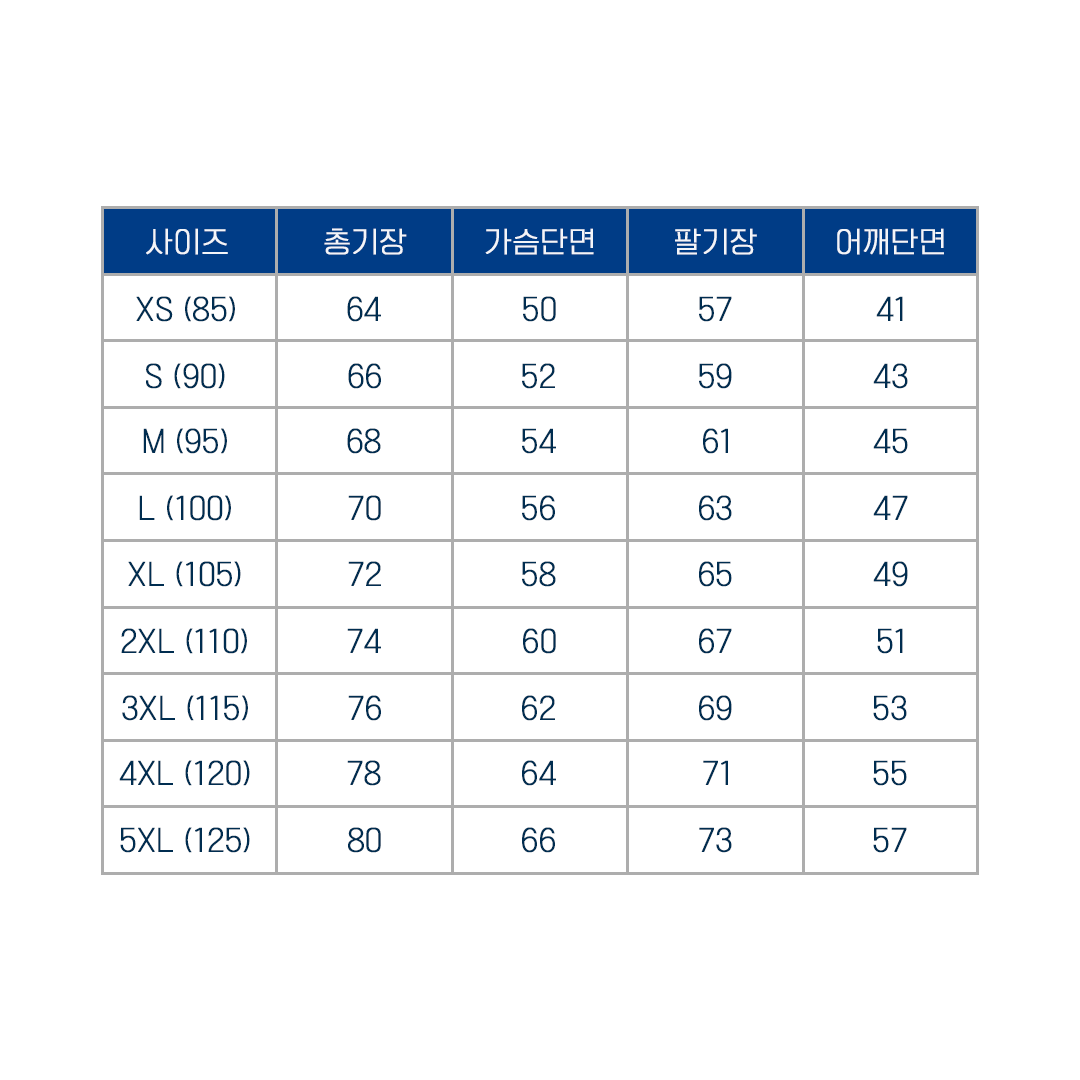 사이즈 총기장 가슴단면 팔기장 어깨단면
XS (85) 64 50 57 41
S (90) 66 52 59 43
M (95) 68 54 61 45
L (100) 70 56 63 47
XL (105) 72 58 65 49
2XL (110) 74 60 67 51
3XL (115) 76 62 69 53
4XL (120) 78 64 71 55
5XL (125) 80 66 73 57